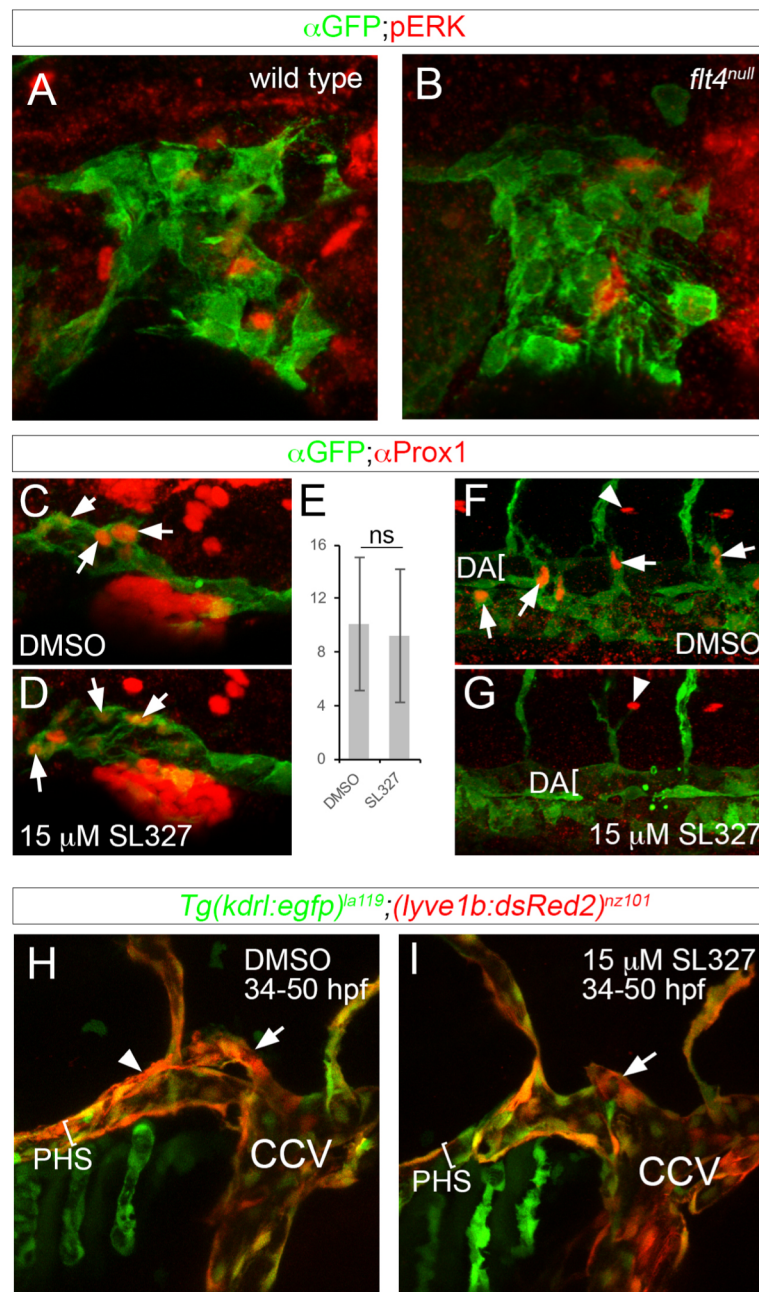 αGFP;pERK
A
wild type
B
flt4null
αGFP;αProx1
C
DMSO
D
15 μM SL327
E
ns
16
12
8
4
0
DMSO
SL327
F
DA[
DMSO
G
DA[
15 μM SL327
Tg(kdrl:egfp)la119;(lyve1b:dsRed2)nz101
H
DMSO
34-50 hpf
PHS
CCV
I
15 μM SL327
34-50 hpf
PHS
CCV